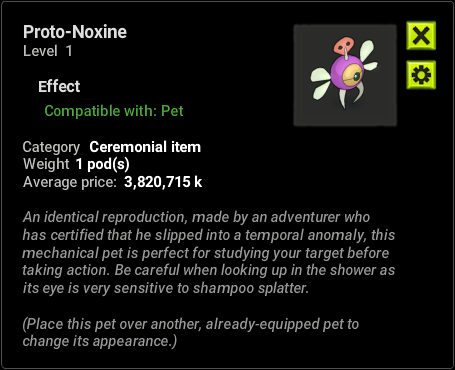 Proto-Noxine
Level 1
Effect
Compatible with: Pet
Category Ceremonial item
Weight 1 pod(s)
Average price: 3,820,715 k
An identical reproduction, made by an adventurer who
has certified that he slipped into a temporal anomaly, this
mechanical pet is perfect for studying your target before
taking action. Be careful when looking up in the shower as
its eye is very sensitive to shampoo splatter.
(Place this pet over another, already-equipped pet to
change its appearance.)